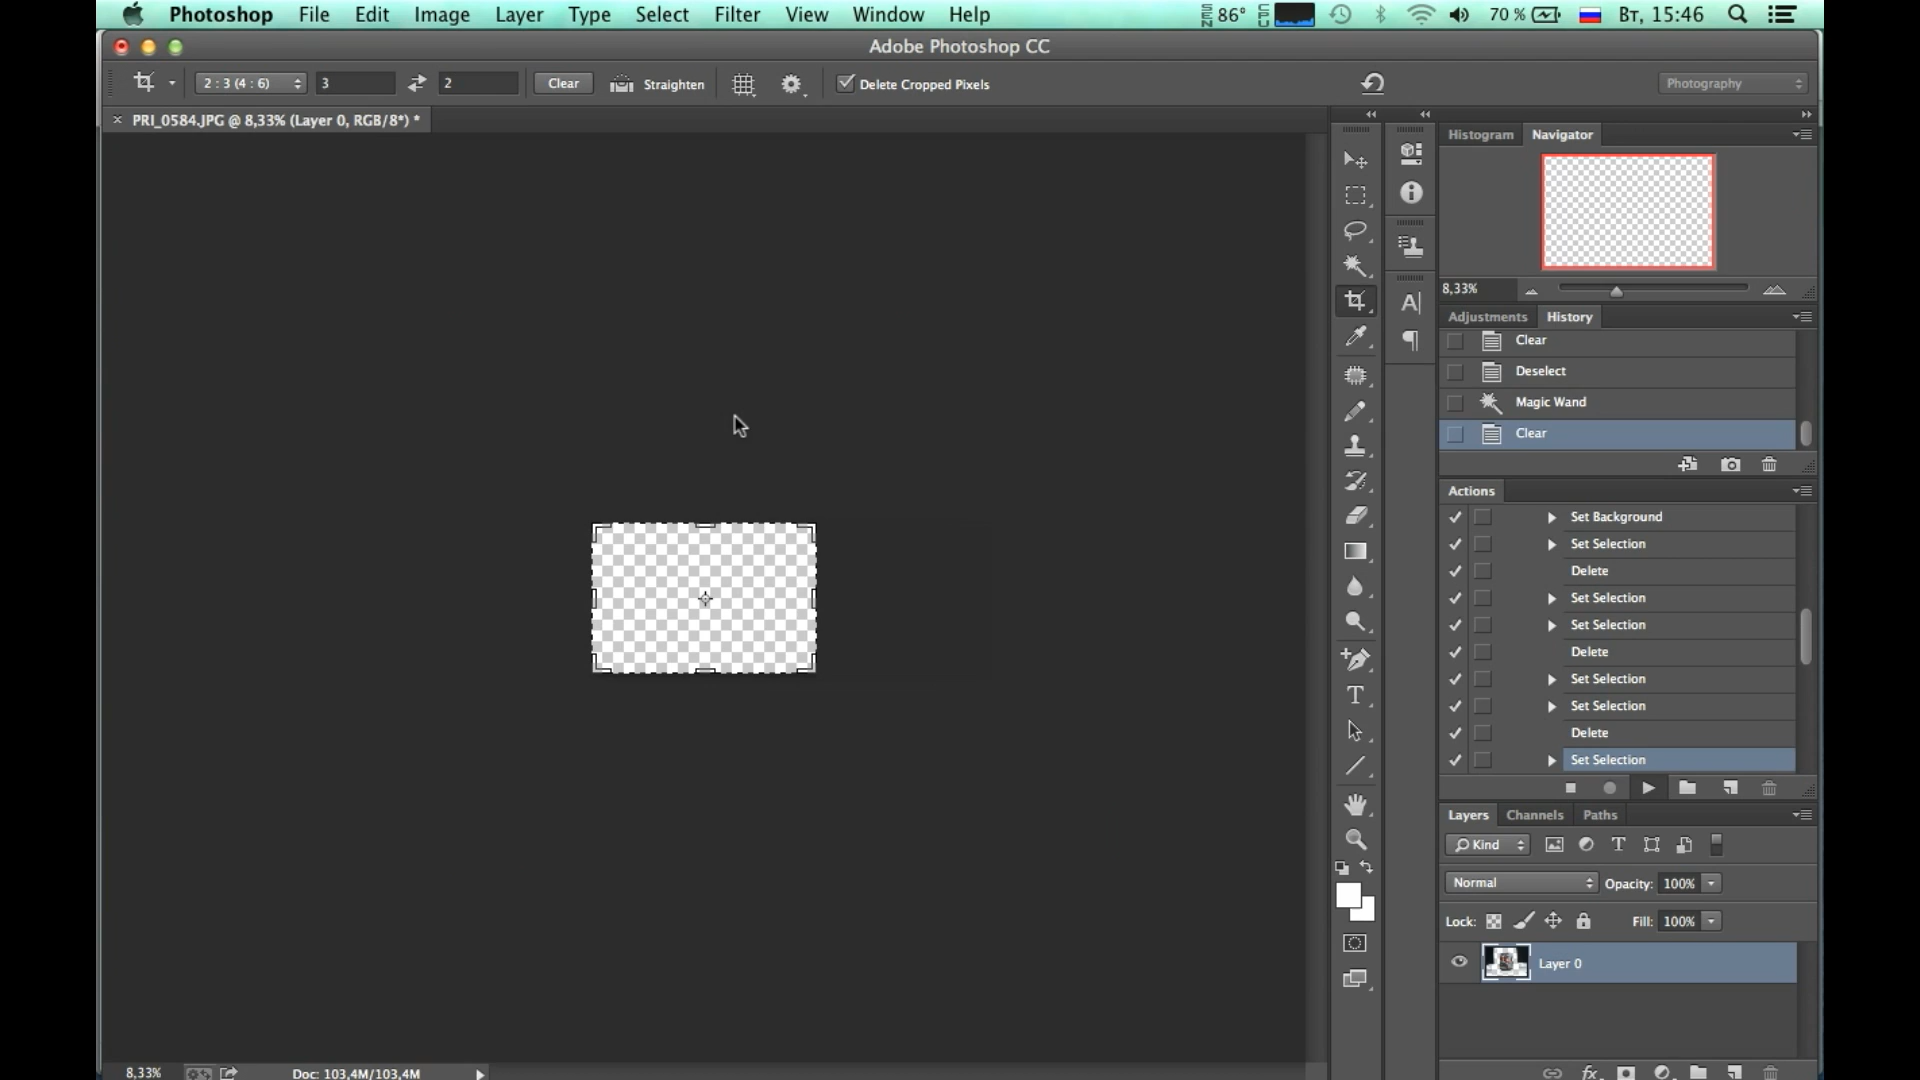 Photoshop File Edit Image Layer Type Select Filter View Window Help SEN 86° CPU 70 % Вт, 15:46
Adobe Photoshop CC
2 : 3 (4 : 6) 3 2 Clear Straighten Delete Cropped Pixels Photography
PRI_0584.JPG @ 8,33% (Layer 0, RGB/8*) *
Histogram Navigator
8,33%
Adjustments History
Clear
Deselect
Magic Wand
Clear
Actions
Set Background
Set Selection
Delete
Set Selection
Set Selection
Delete
Set Selection
Set Selection
Delete
Set Selection
Layers Channels Paths
Kind
Normal Opacity: 100%
Lock: Fill: 100%
Layer 0
8,33% Doc: 103,4M/103,4M